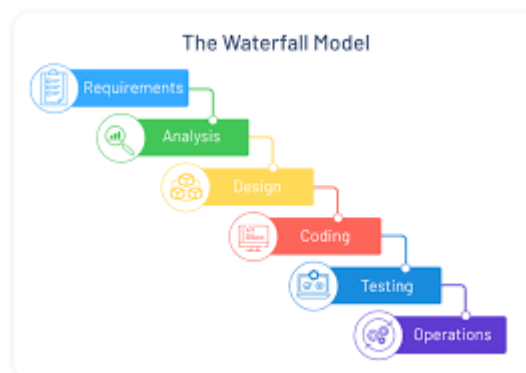 The Waterfall Model
Requirements
Analysis
Design
Coding
Testing
Operations